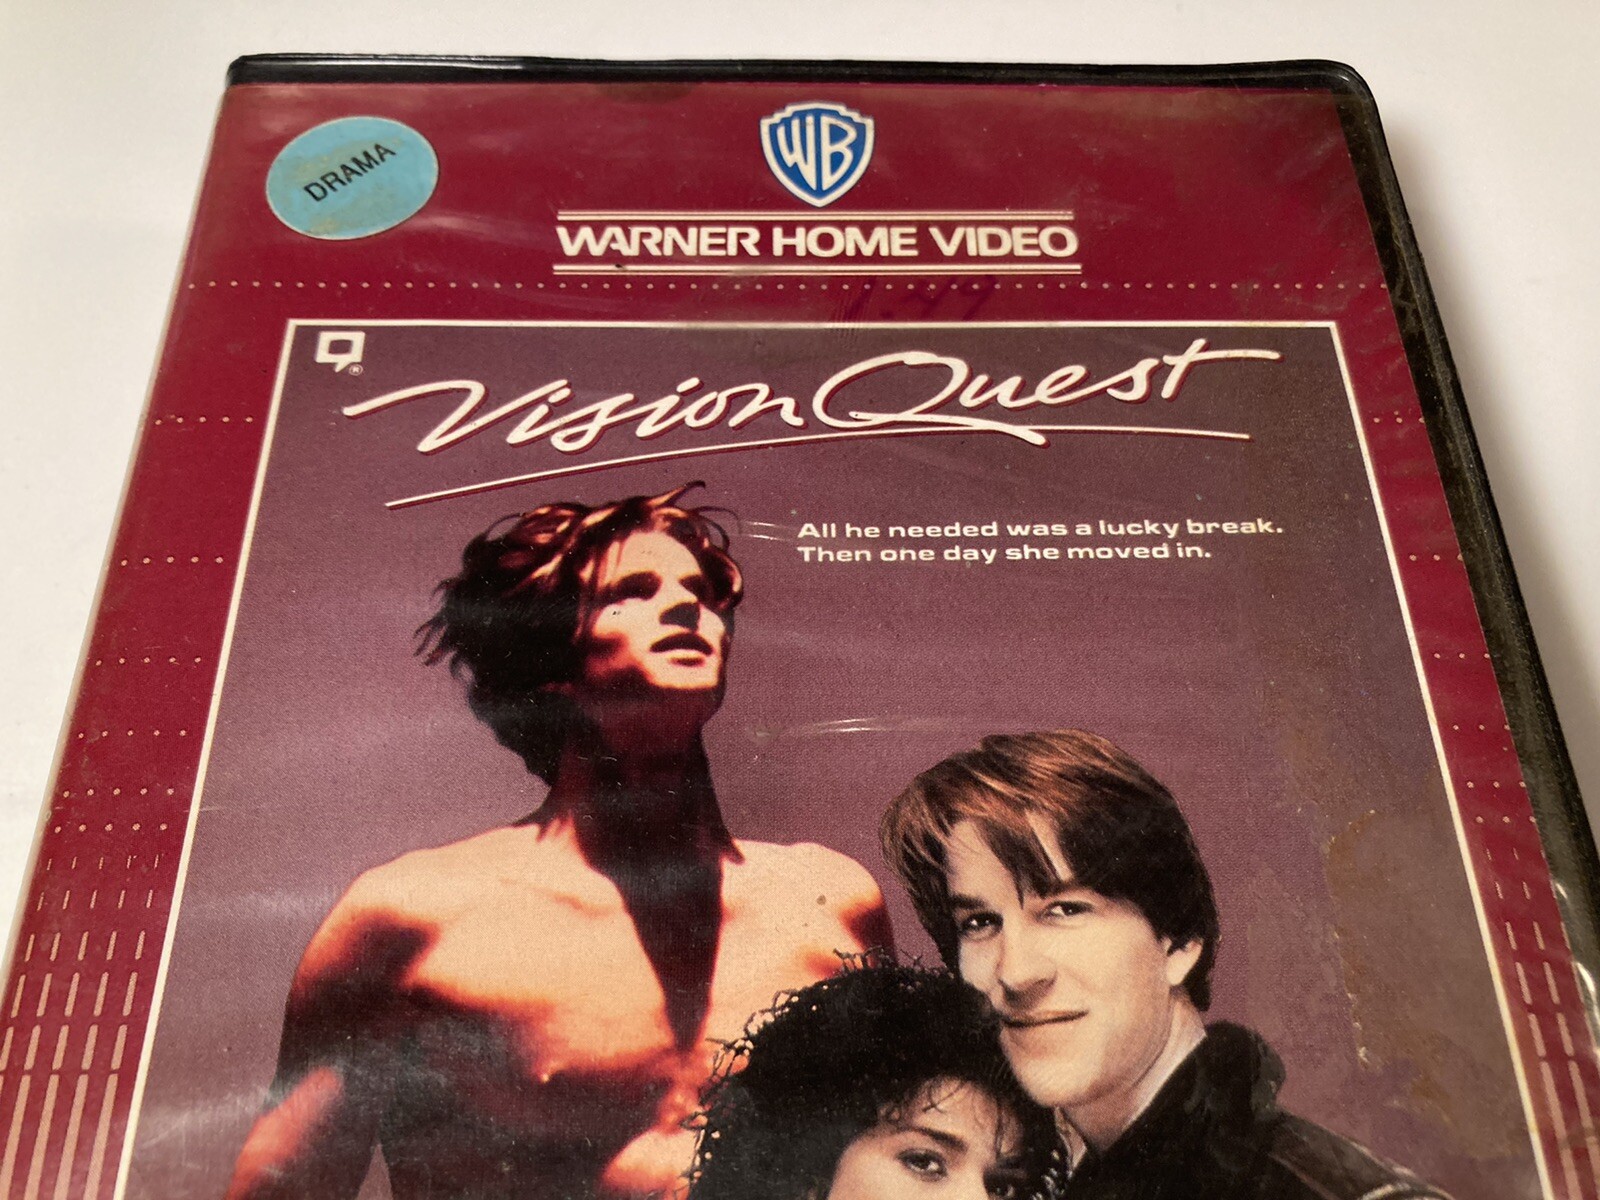 DRAMA
WB
WARNER HOME VIDEO
Vision Quest
All he needed was a lucky break.
Then one day she moved in.